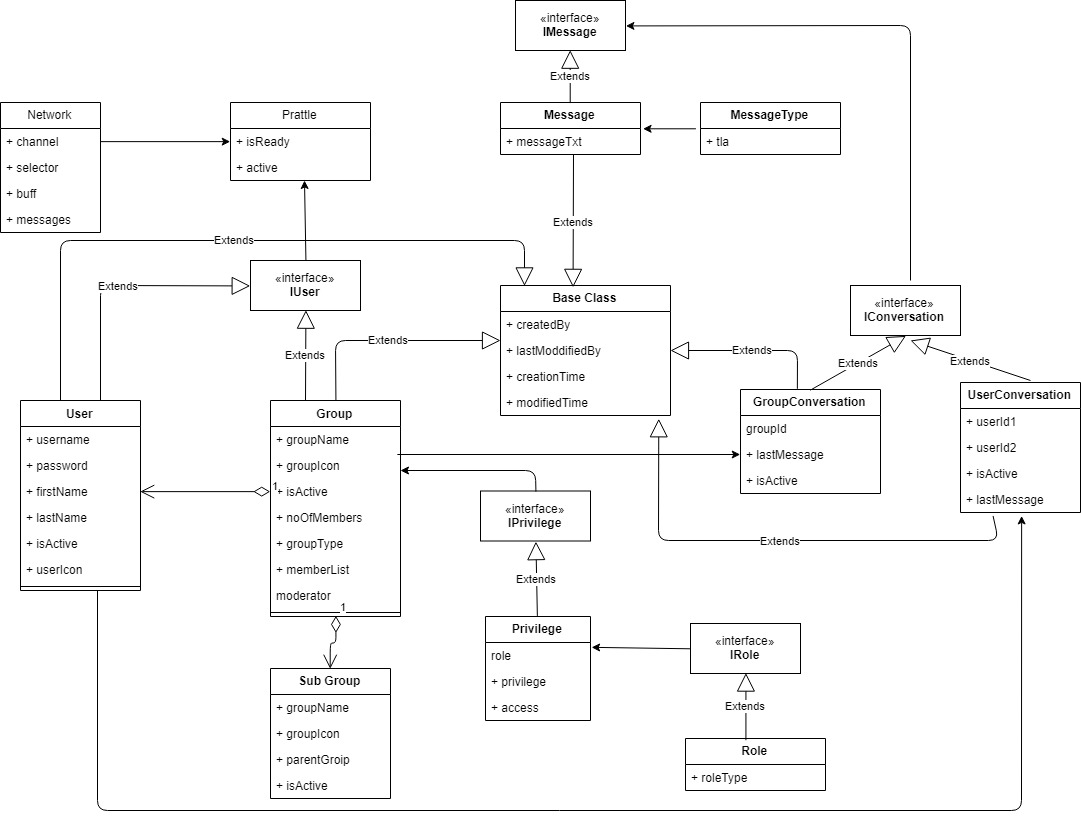 «interface»
IMessage
Extends
Network
+ channel
+ selector
+ buff
+ messages
Prattle
+ isReady
+ active
Message
+ messageTxt
MessageType
+ tla
Extends
Extends
Extends
«interface»
IUser
Extends
Base Class
+ createdBy
+ lastModdifiedBy
+ creationTime
+ modifiedTime
«interface»
IConversation
Extends
Extends
Extends
Extends
User
+ username
+ password
+ firstName
+ lastName
+ isActive
+ userIcon
Group
+ groupName
+ groupIcon
1
+ isActive
+ noOfMembers
+ groupType
+ memberList
moderator
1
GroupConversation
groupId
+ lastMessage
+ isActive
UserConversation
+ userId1
+ userId2
+ isActive
+ lastMessage
«interface»
IPrivilege
Extends
Extends
Privilege
role
+ privilege
+ access
«interface»
IRole
Extends
Sub Group
+ groupName
+ groupIcon
+ parentGroip
+ isActive
Role
+ roleType